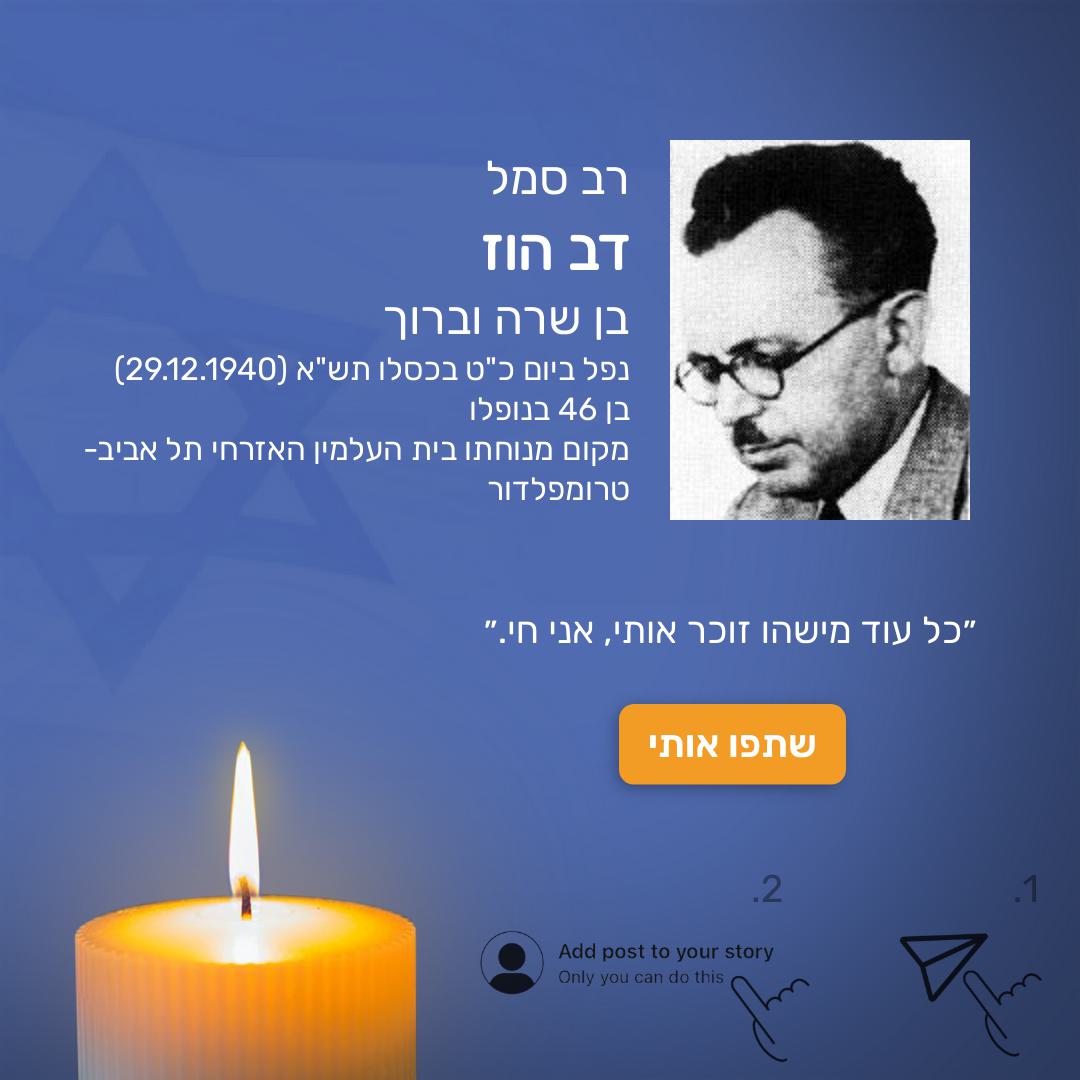 רב סמל
דב הוז
בן שרה וברוך
נפל ביום כ"ט בכסלו תש"א (29.12.1940)
בן 46 בנופלו
מקום מנוחתו בית העלמין האזרחי תל אביב-
טרומפלדור
״כל עוד מישהו זוכר אותי, אני חי.״
שתפו אותי
1.
2.
Add post to your story
Only you can do this